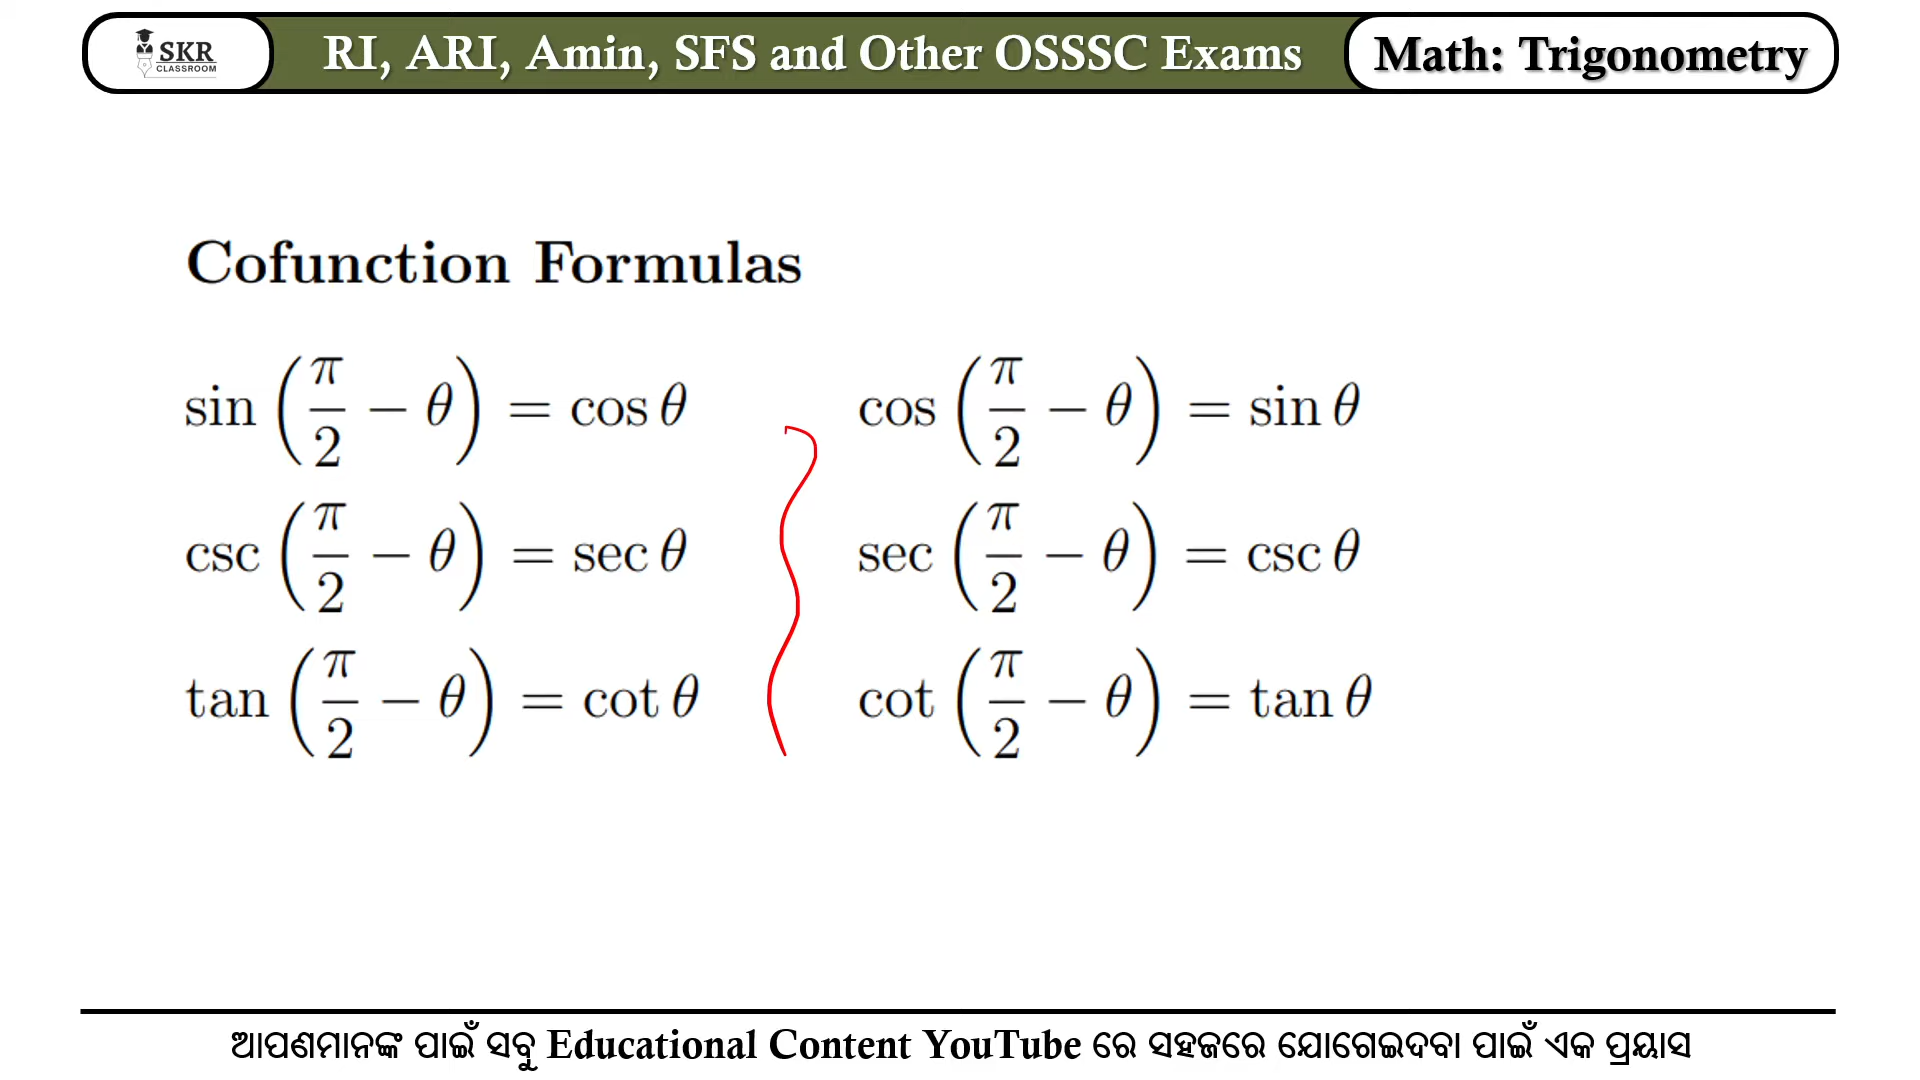 SKR
CLASSROOM
RI, ARI, Amin, SFS and Other OSSSC Exams
Math: Trigonometry
Cofunction Formulas
sin (π/2 − θ) = cos θ
cos (π/2 − θ) = sin θ
csc (π/2 − θ) = sec θ
sec (π/2 − θ) = csc θ
tan (π/2 − θ) = cot θ
cot (π/2 − θ) = tan θ
ଆପଣମାନଙ୍କ ପାଇଁ ସବୁ Educational Content YouTube ରେ ସହଜରେ ଯୋଗେଇଦବା ପାଇଁ ଏକ ପ୍ରୟାସ